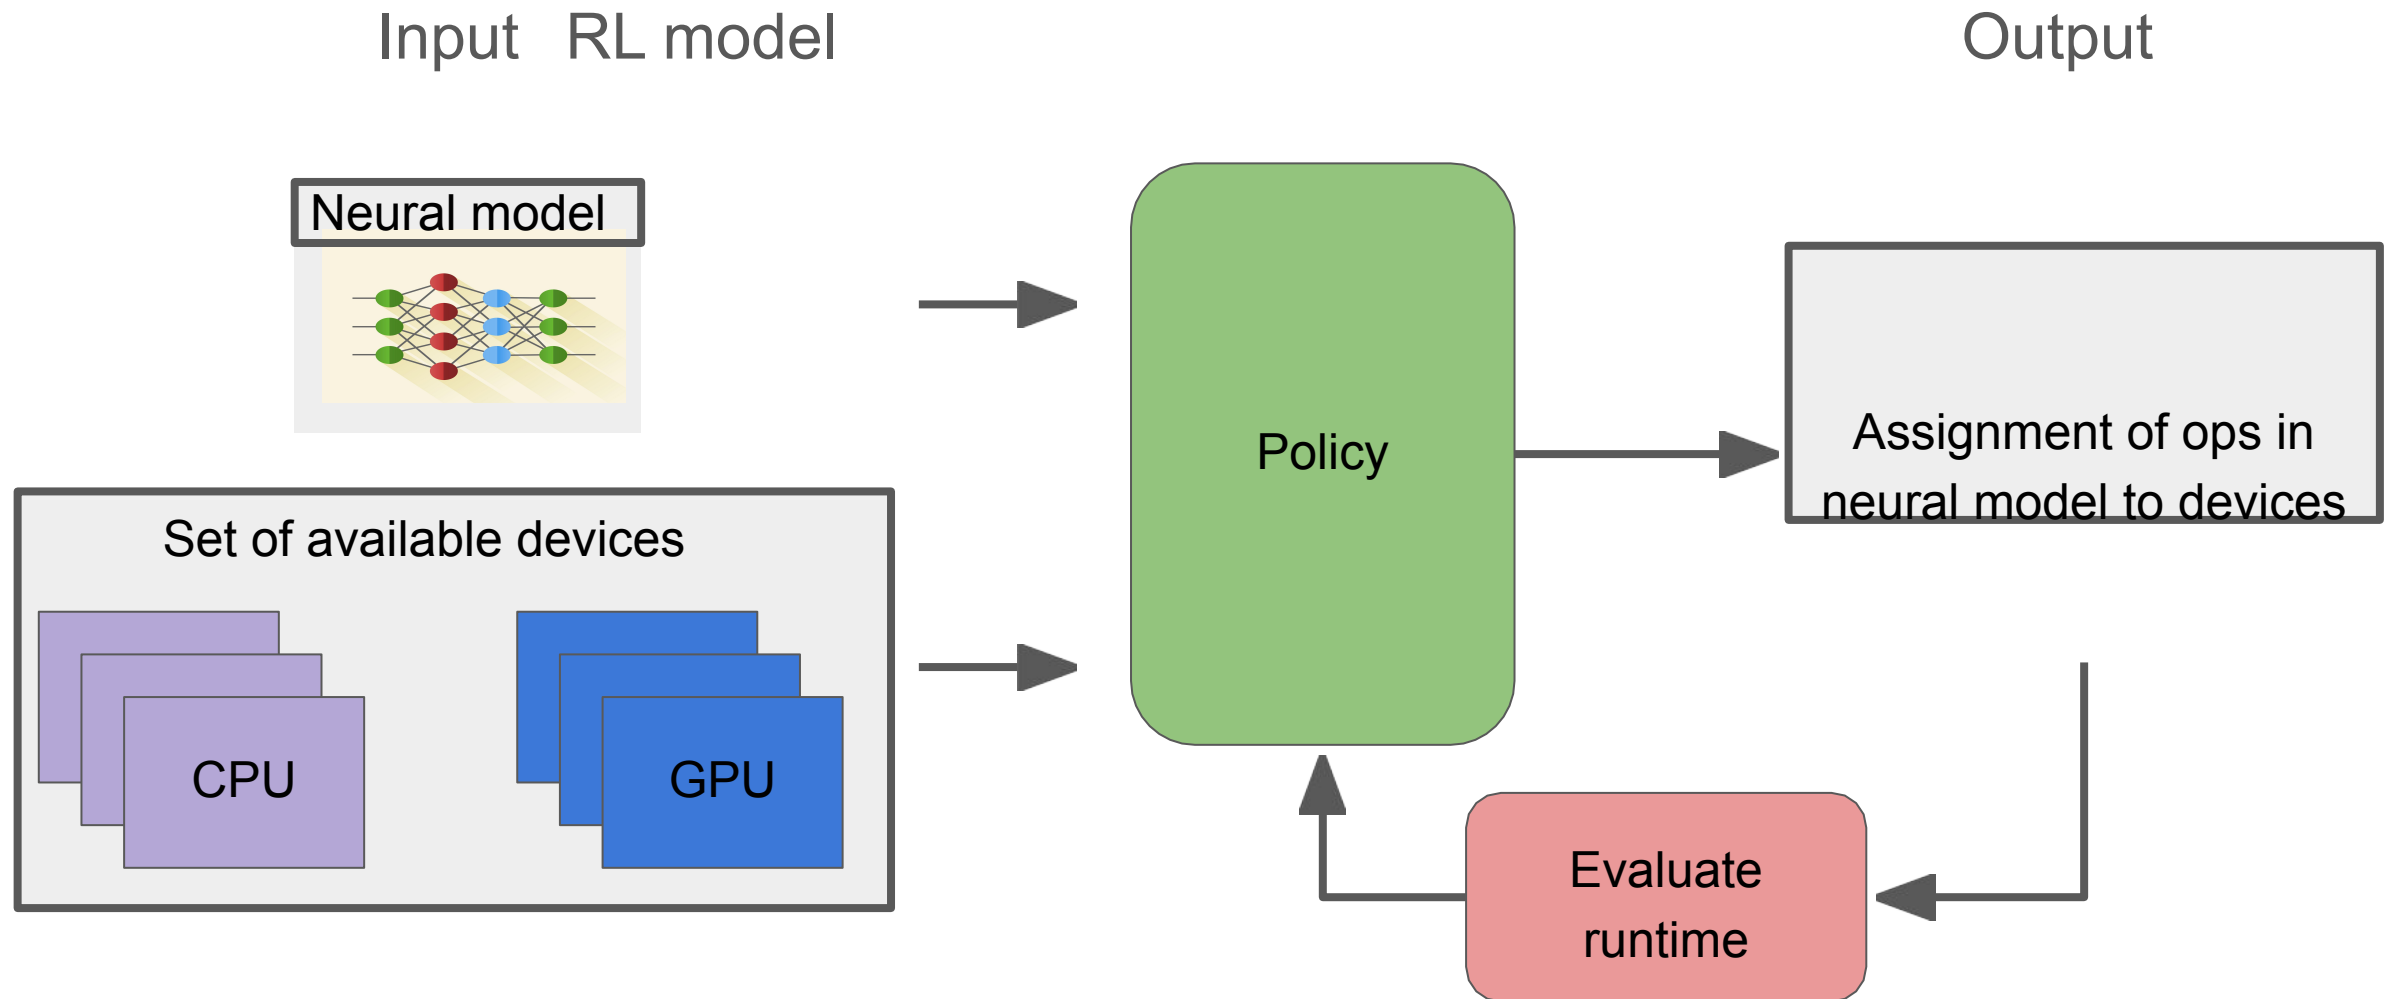 Input RL model
Output
Neural model
Set of available devices
CPU
GPU
Policy
Assignment of ops in
neural model to devices
Evaluate
runtime